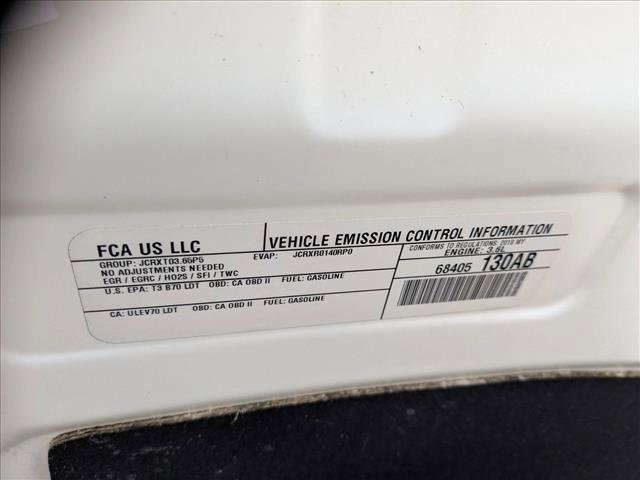 FCA US LLC
VEHICLE EMISSION CONTROL INFORMATION
GROUP: JCRXT03.65P5 EVAP: JCRXR0140RP0
CONFORMS TO REGULATIONS: 2018 MY
NO ADJUSTMENTS NEEDED
ENGINE: 3.6L
EGR / EGRC / HO2S / SFI / TWC
68405 130AB
U.S. EPA: T3 B70 LDT OBD: CA OBD II FUEL: GASOLINE
CA: ULEV70 LDT OBD: CA OBD II FUEL: GASOLINE